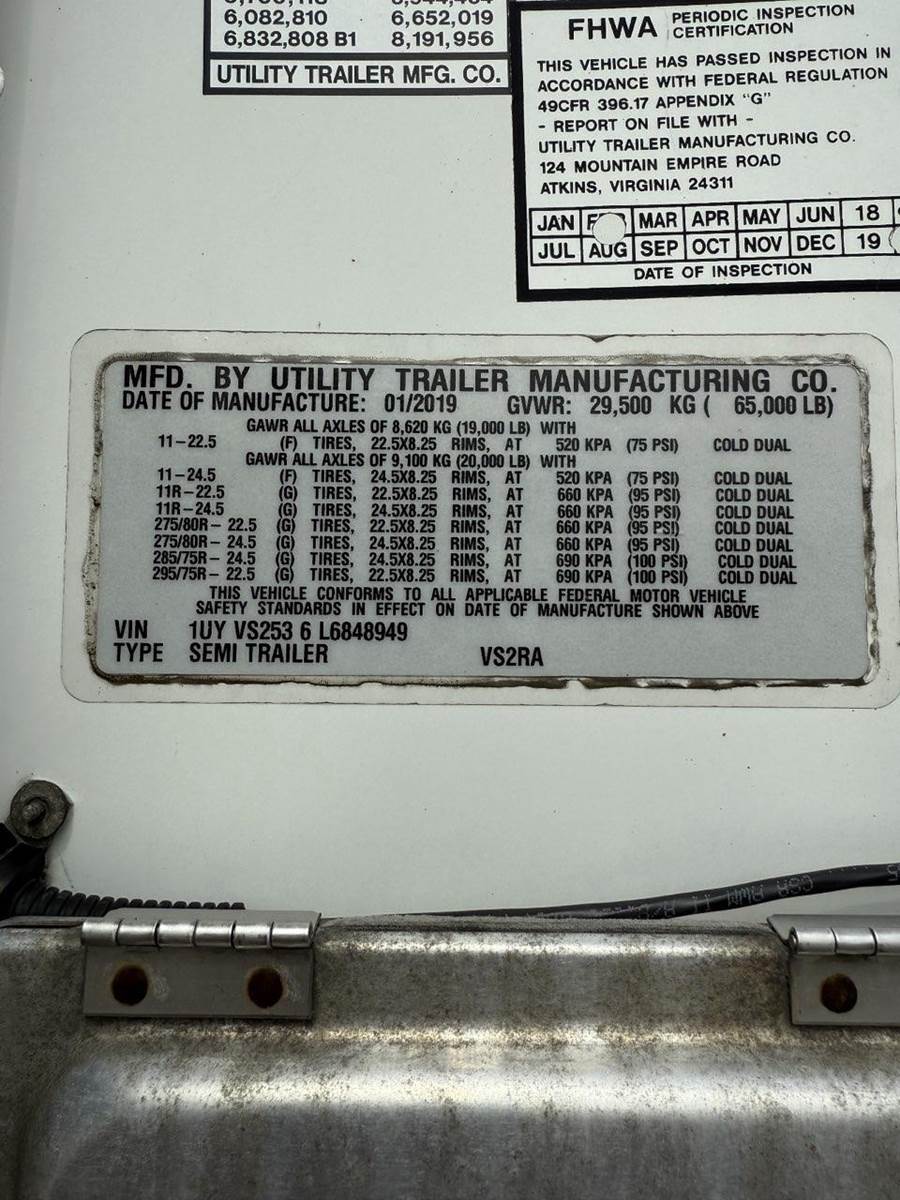 6,082,810 6,652,019
6,832,808 B1 8,191,956
UTILITY TRAILER MFG. CO.
FHWA PERIODIC INSPECTION CERTIFICATION
THIS VEHICLE HAS PASSED INSPECTION IN
ACCORDANCE WITH FEDERAL REGULATION
49CFR 396.17 APPENDIX "G"
- REPORT ON FILE WITH -
UTILITY TRAILER MANUFACTURING CO.
124 MOUNTAIN EMPIRE ROAD
ATKINS, VIRGINIA 24311
JAN MAR APR MAY JUN 18
JUL AUG SEP OCT NOV DEC 19
DATE OF INSPECTION
MFD. BY UTILITY TRAILER MANUFACTURING CO.
DATE OF MANUFACTURE: 01/2019 GVWR: 29,500 KG ( 65,000 LB)
GAWR ALL AXLES OF 8,620 KG (19,000 LB) WITH
11-22.5 (F) TIRES, 22.5X8.25 RIMS, AT 520 KPA (75 PSI) COLD DUAL
GAWR ALL AXLES OF 9,100 KG (20,000 LB) WITH
11-24.5 (F) TIRES, 24.5X8.25 RIMS, AT 520 KPA (75 PSI) COLD DUAL
11R-22.5 (G) TIRES, 22.5X8.25 RIMS, AT 660 KPA (95 PSI) COLD DUAL
11R-24.5 (G) TIRES, 24.5X8.25 RIMS, AT 660 KPA (95 PSI) COLD DUAL
275/80R- 22.5 (G) TIRES, 22.5X8.25 RIMS, AT 660 KPA (95 PSI) COLD DUAL
275/80R- 24.5 (G) TIRES, 24.5X8.25 RIMS, AT 660 KPA (95 PSI) COLD DUAL
285/75R- 24.5 (G) TIRES, 24.5X8.25 RIMS, AT 690 KPA (100 PSI) COLD DUAL
295/75R- 22.5 (G) TIRES, 22.5X8.25 RIMS, AT 690 KPA (100 PSI) COLD DUAL
THIS VEHICLE CONFORMS TO ALL APPLICABLE FEDERAL MOTOR VEHICLE
SAFETY STANDARDS IN EFFECT ON DATE OF MANUFACTURE SHOWN ABOVE
VIN 1UY VS253 6 L6848949
TYPE SEMI TRAILER VS2RA